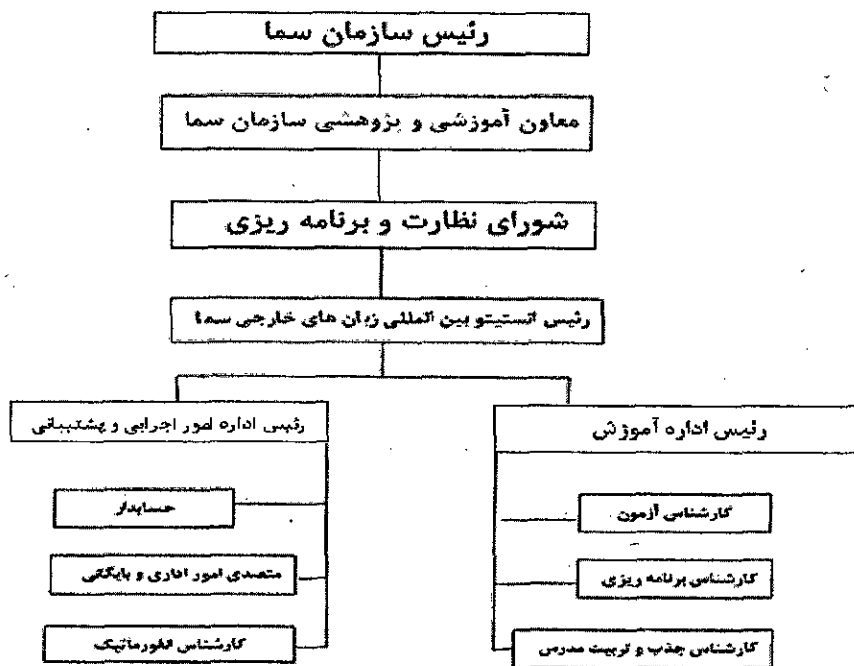 رئیس سازمان سما
معاون آموزشی و پژوهشی سازمان سما
شورای نظارت و برنامه ریزی
رئیس انستیتو بین المللی زبان های خارجی سما
رئیس اداره آموزش
رئیس اداره امور اجرایی و پشتیبانی
کارشناس آزمون
کارشناس برنامه ریزی
کارشناس جذب و تربیت مدرس
حسابدار
متصدی امور اداری و بایگانی
کارشناس انفورماتیک